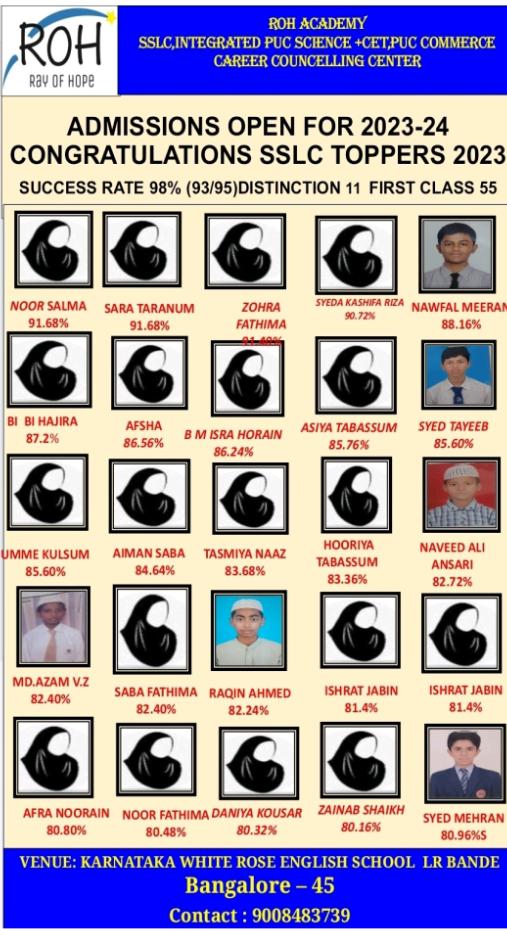 ROH
RAY OF HOPE
ROH ACADEMY
SSLC,INTEGRATED PUC SCIENCE +CET,PUC COMMERCE
CAREER COUNCELLING CENTER
ADMISSIONS OPEN FOR 2023-24
CONGRATULATIONS SSLC TOPPERS 2023
SUCCESS RATE 98% (93/95)DISTINCTION 11 FIRST CLASS 55
NOOR SALMA
91.68%
SARA TARANUM
91.68%
ZOHRA
FATHIMA
SYEDA KASHIFA RIZA
90.72%
NAWFAL MEERAN
88.16%
BI BI HAJIRA
87.2%
AFSHA
86.56%
B M ISRA HORAIN
86.24%
ASIYA TABASSUM
85.76%
SYED TAYEEB
85.60%
UMME KULSUM
85.60%
AIMAN SABA
84.64%
TASMIYA NAAZ
83.68%
HOORIYA
TABASSUM
83.36%
NAVEED ALI
ANSARI
82.72%
MD.AZAM V.Z
82.40%
SABA FATHIMA
82.40%
RAQIN AHMED
82.24%
ISHRAT JABIN
81.4%
ISHRAT JABIN
81.4%
AFRA NOORAIN
80.80%
NOOR FATHIMA
80.48%
DANIYA KOUSAR
80.32%
ZAINAB SHAIKH
80.16%
SYED MEHRAN
80.96%S
VENUE: KARNATAKA WHITE ROSE ENGLISH SCHOOL LR BANDE
Bangalore – 45
Contact : 9008483739